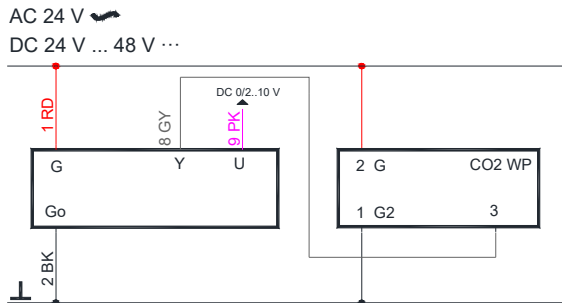 AC 24 V
DC 24 V ... 48 V ...
DC 0/2..10 V
1 RD
8 GY
9 PK
G
Y
U
2 G
CO2 WP
Go
1 G2
3
2 BK